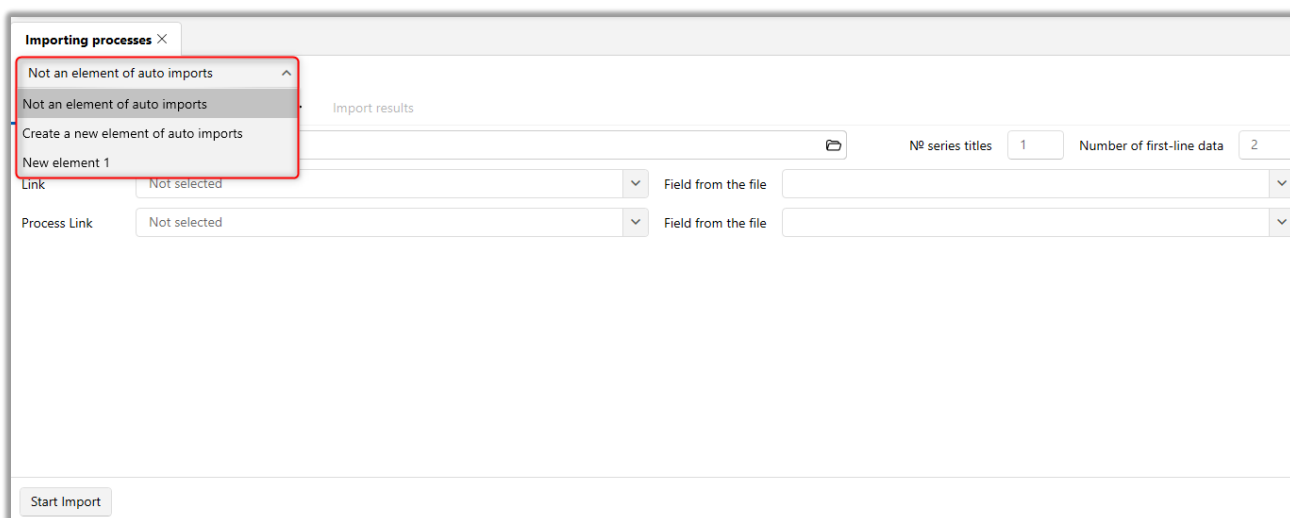 Importing processes
Not an element of auto imports
Not an element of auto imports
Import results
Create a new element of auto imports
Nº series titles 1 Number of first-line data 2
New element 1
Link Not selected Field from the file
Process Link Not selected Field from the file
Start Import